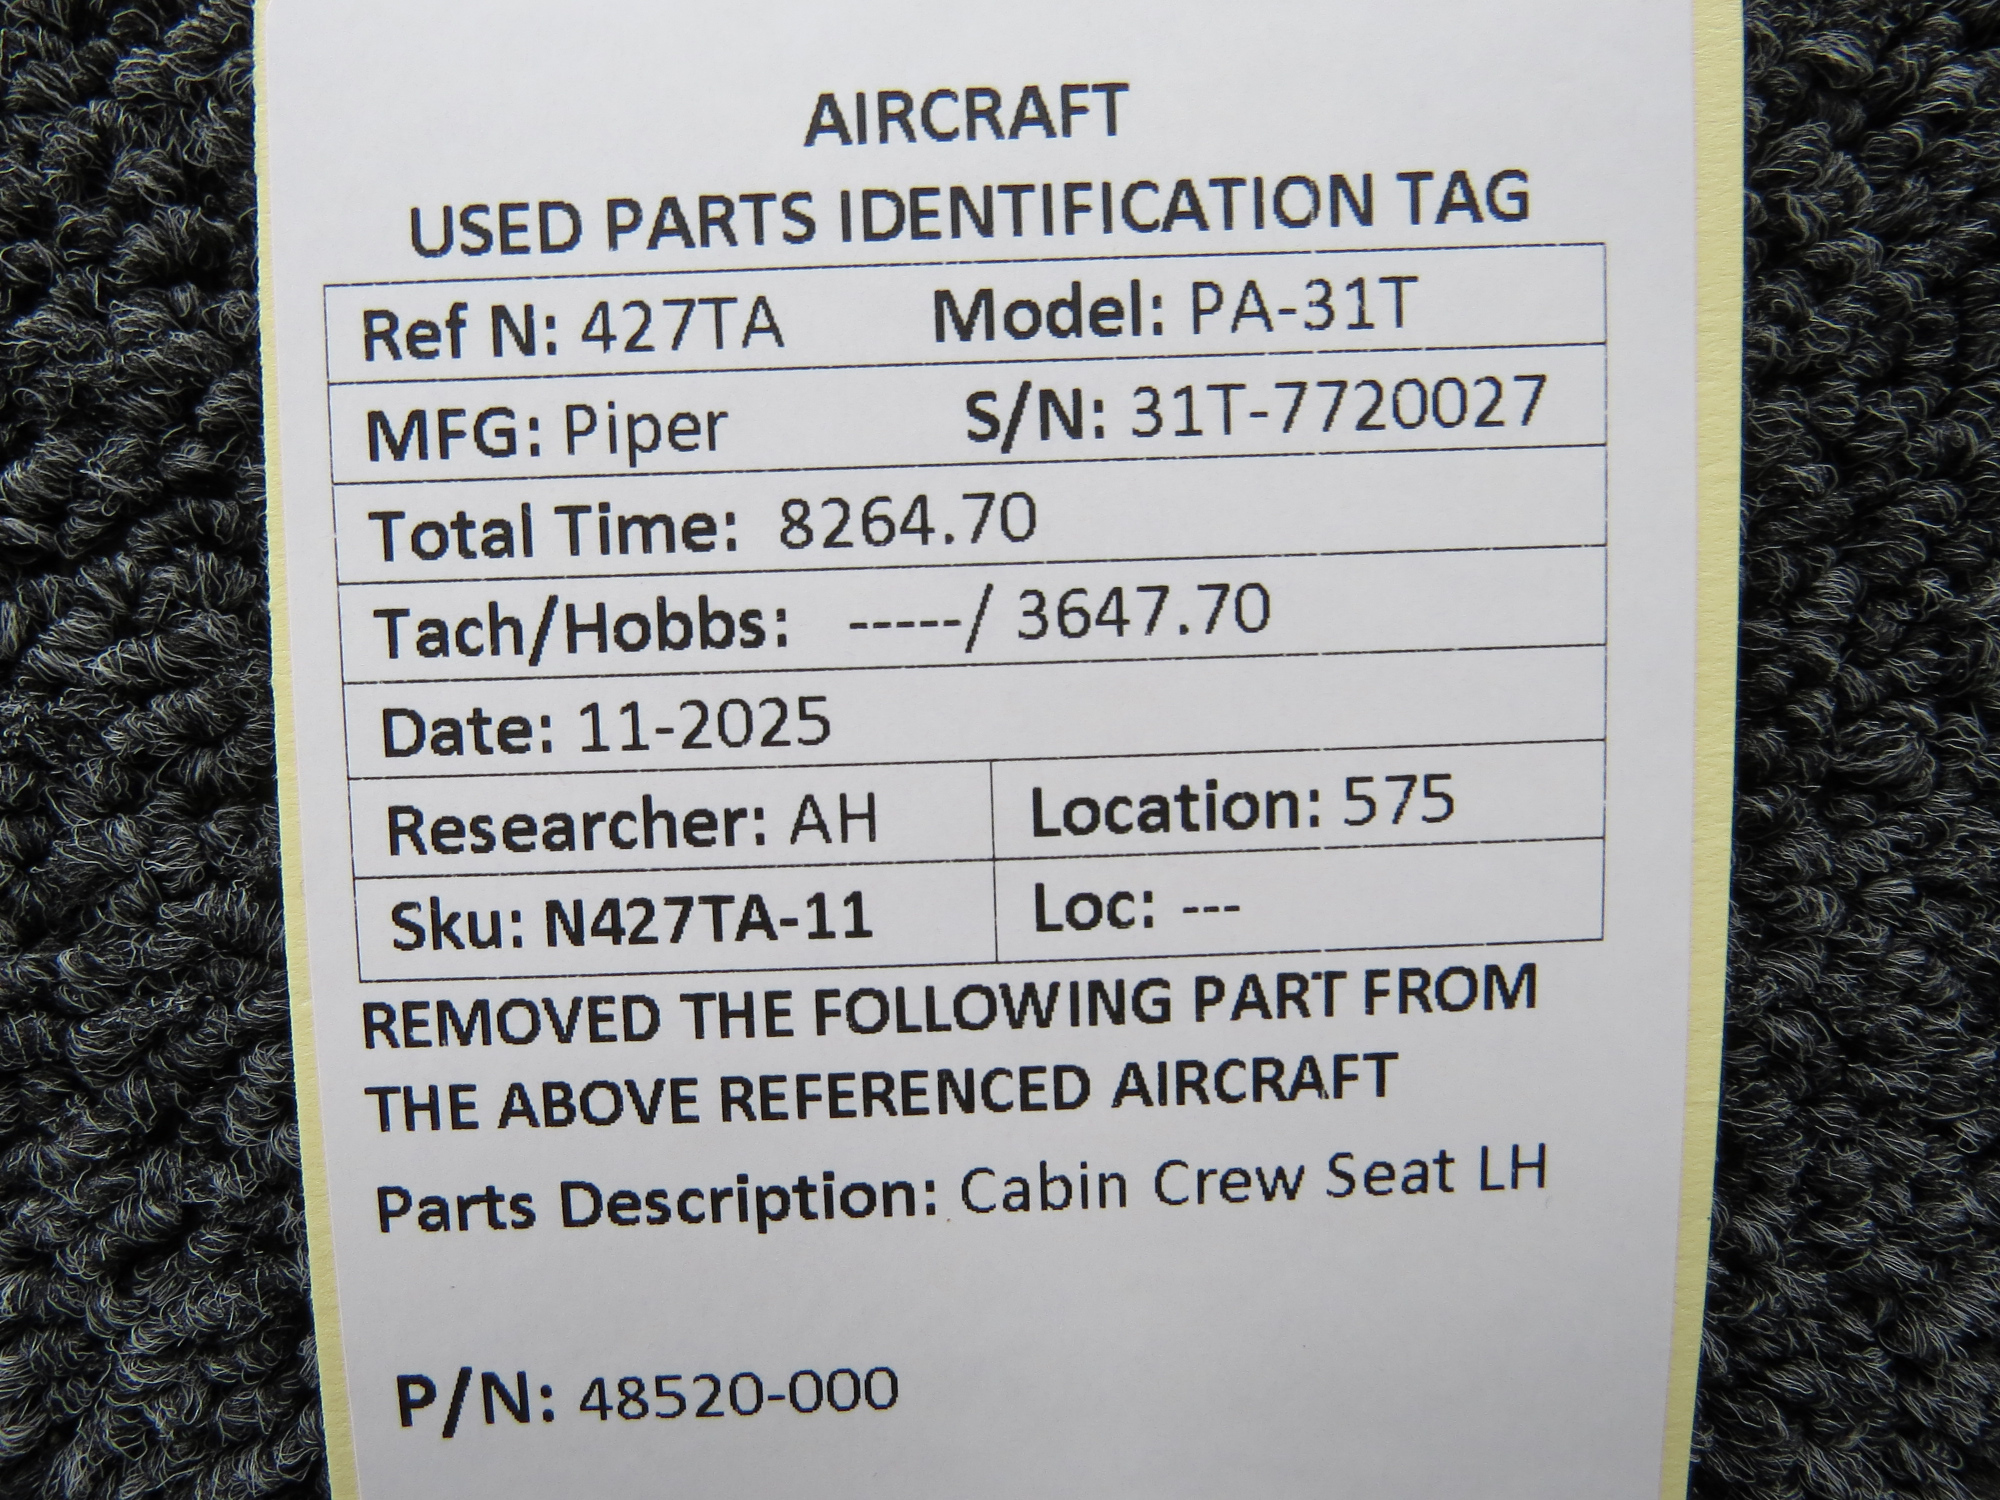 AIRCRAFT
USED PARTS IDENTIFICATION TAG
Ref N: 427TA Model: PA-31T
MFG: Piper S/N: 31T-7720027
Total Time: 8264.70
Tach/Hobbs: -----/ 3647.70
Date: 11-2025
Researcher: AH Location: 575
Sku: N427TA-11 Loc: ---
REMOVED THE FOLLOWING PART FROM
THE ABOVE REFERENCED AIRCRAFT
Parts Description: Cabin Crew Seat LH
P/N: 48520-000